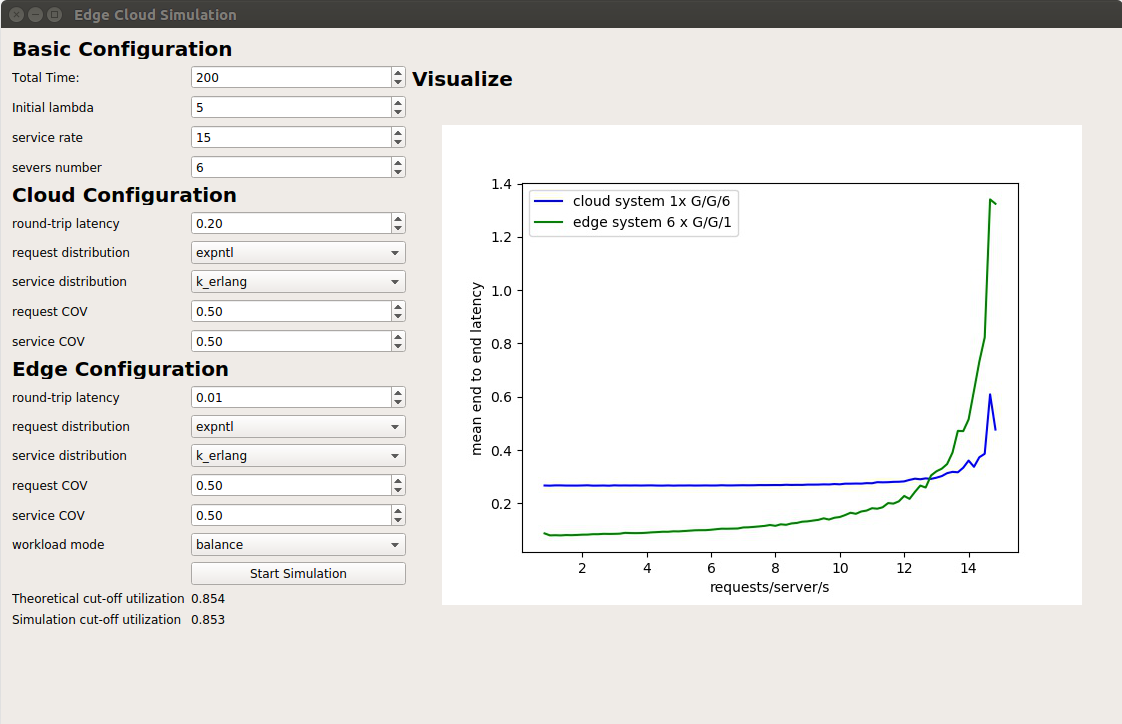 Edge Cloud Simulation
Basic Configuration
Total Time: 200
Initial lambda 5
service rate 15
severs number 6
Cloud Configuration
round-trip latency 0.20
request distribution expntl
service distribution k_erlang
request COV 0.50
service COV 0.50
Edge Configuration
round-trip latency 0.01
request distribution expntl
service distribution k_erlang
request COV 0.50
service COV 0.50
workload mode balance
Start Simulation
Theoretical cut-off utilization 0.854
Simulation cut-off utilization 0.853
Visualize
cloud system 1x G/G/6
edge system 6 x G/G/1
mean end to end latency
1.4
1.2
1.0
0.8
0.6
0.4
0.2
2 4 6 8 10 12 14
requests/server/s